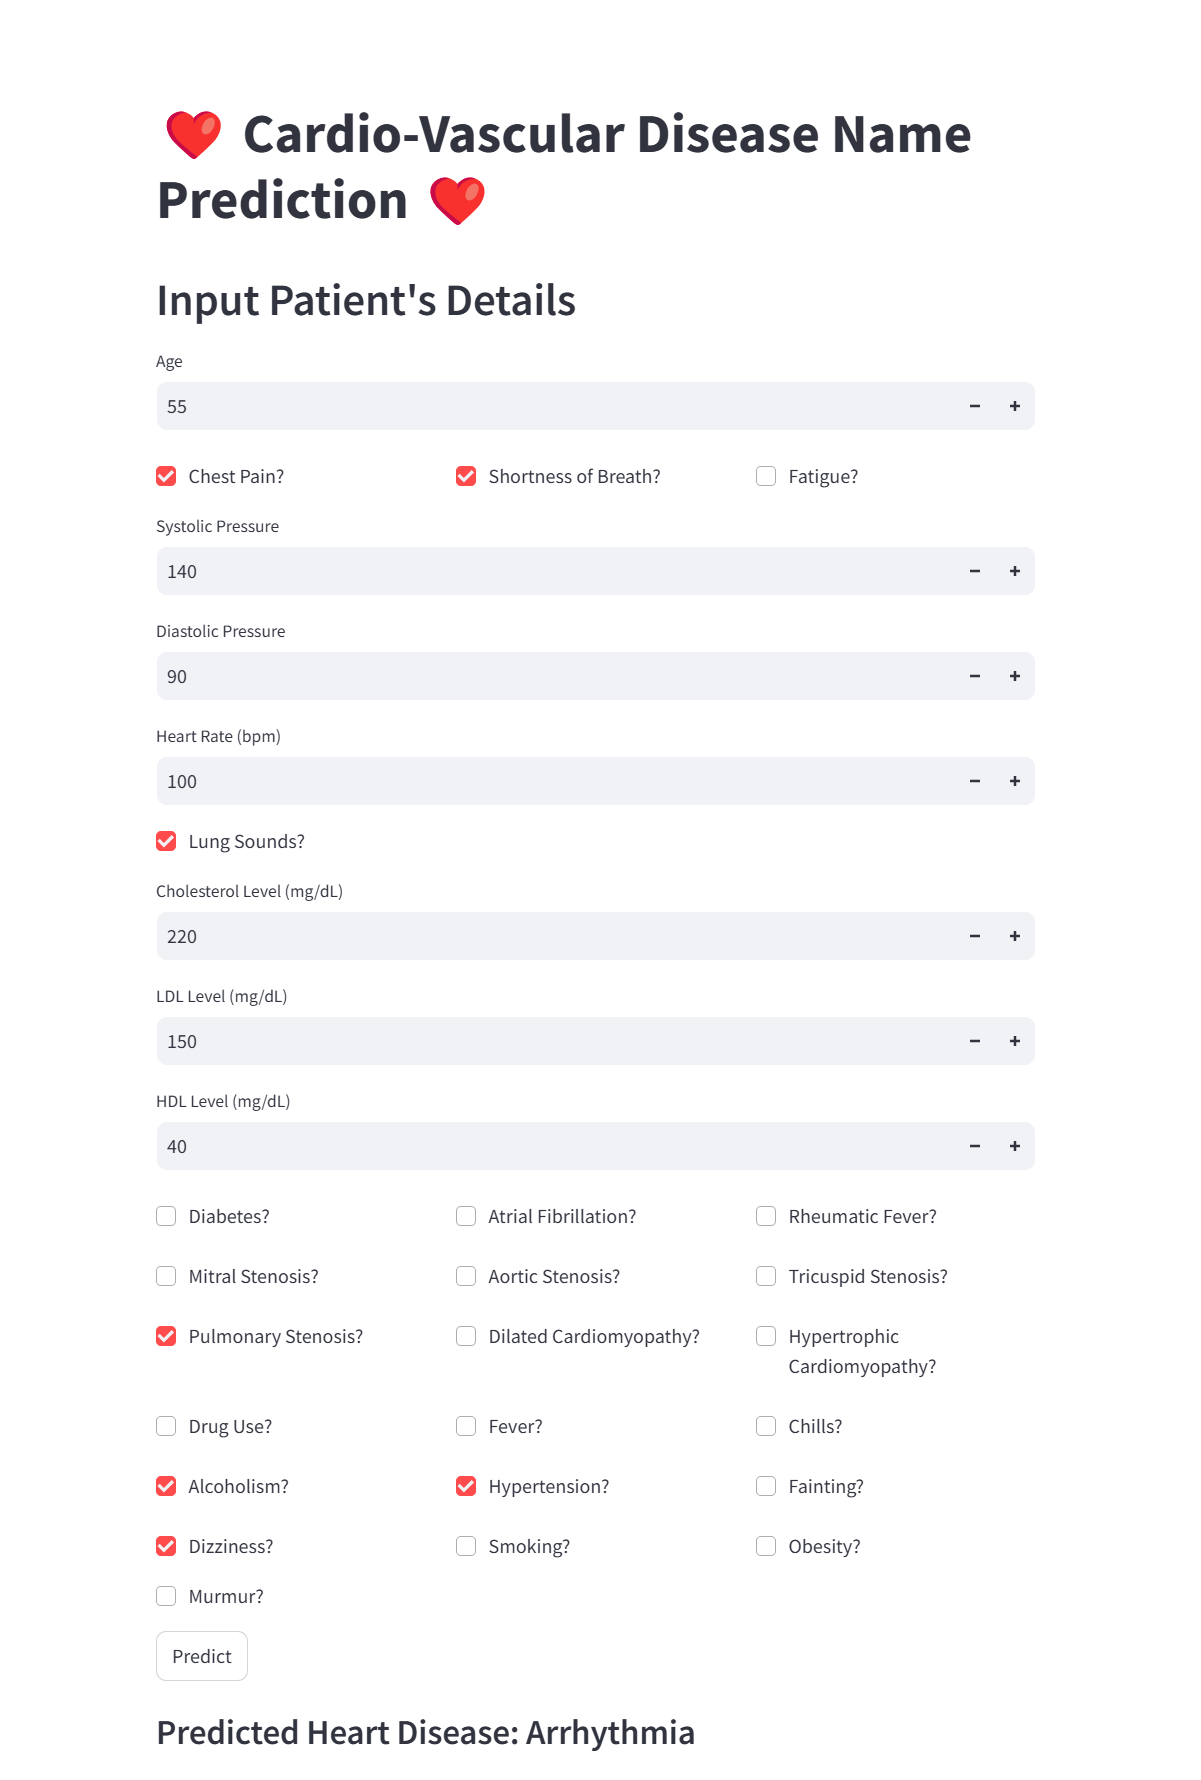 ❤️ Cardio-Vascular Disease Name
Prediction ❤️
Input Patient's Details
Age
55
Chest Pain? Shortness of Breath? Fatigue?
Systolic Pressure
140
Diastolic Pressure
90
Heart Rate (bpm)
100
Lung Sounds?
Cholesterol Level (mg/dL)
220
LDL Level (mg/dL)
150
HDL Level (mg/dL)
40
Diabetes? Atrial Fibrillation? Rheumatic Fever?
Mitral Stenosis? Aortic Stenosis? Tricuspid Stenosis?
Pulmonary Stenosis? Dilated Cardiomyopathy? Hypertrophic
Cardiomyopathy?
Drug Use? Fever? Chills?
Alcoholism? Hypertension? Fainting?
Dizziness? Smoking? Obesity?
Murmur?
Predict
Predicted Heart Disease: Arrhythmia